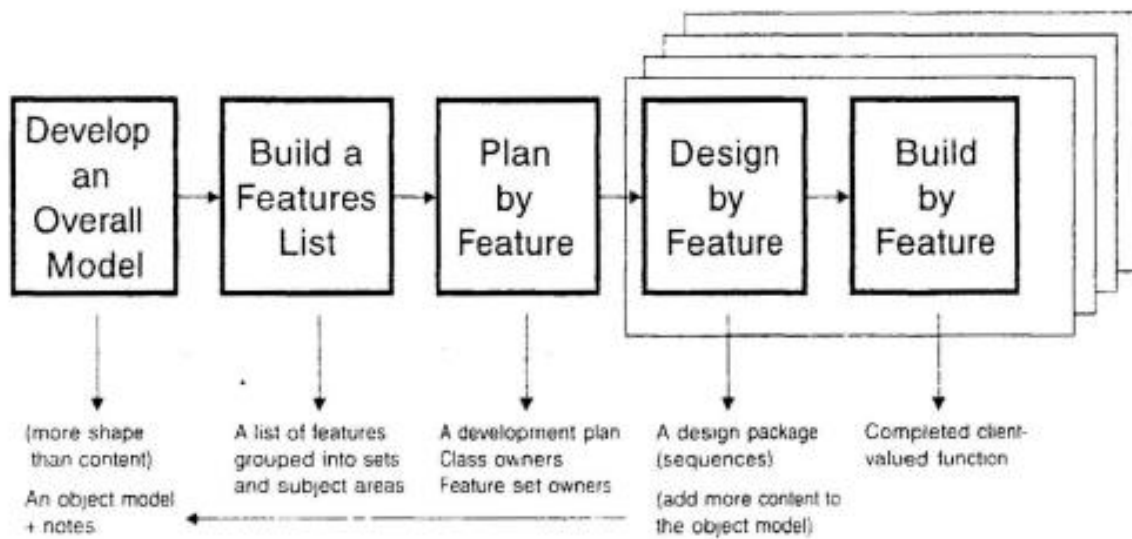 Develop
an
Overall
Model
Build a
Features
List
Plan
by
Feature
Design
by
Feature
Build
by
Feature
(more shape
than content)
An object model
+ notes
A list of features
grouped into sets
and subject areas
A development plan
Class owners
Feature set owners
A design package
(sequences)
(add more content to
the object model)
Completed client-
valued function